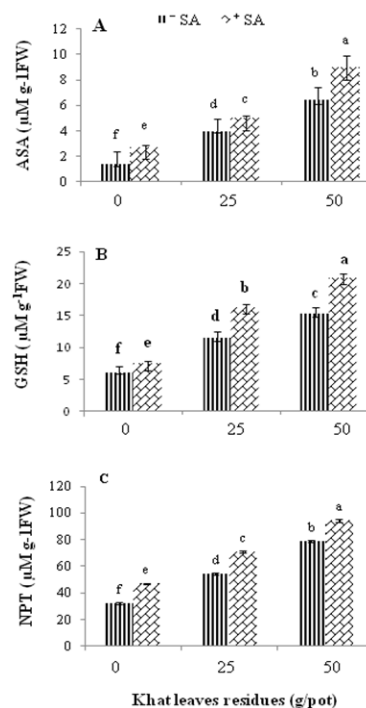 A
− SA + SA
ASA (µM g-1FW)
12
10
8
6
4
2
0
f e d c b a
0 25 50
B
GSH (µM g-¹FW)
25
20
15
10
5
0
f e d b c a
0 25 50
C
NPT (µM g-1FW)
120
100
80
60
40
20
0
f e d c b a
0 25 50
Khat leaves residues (g/pot)